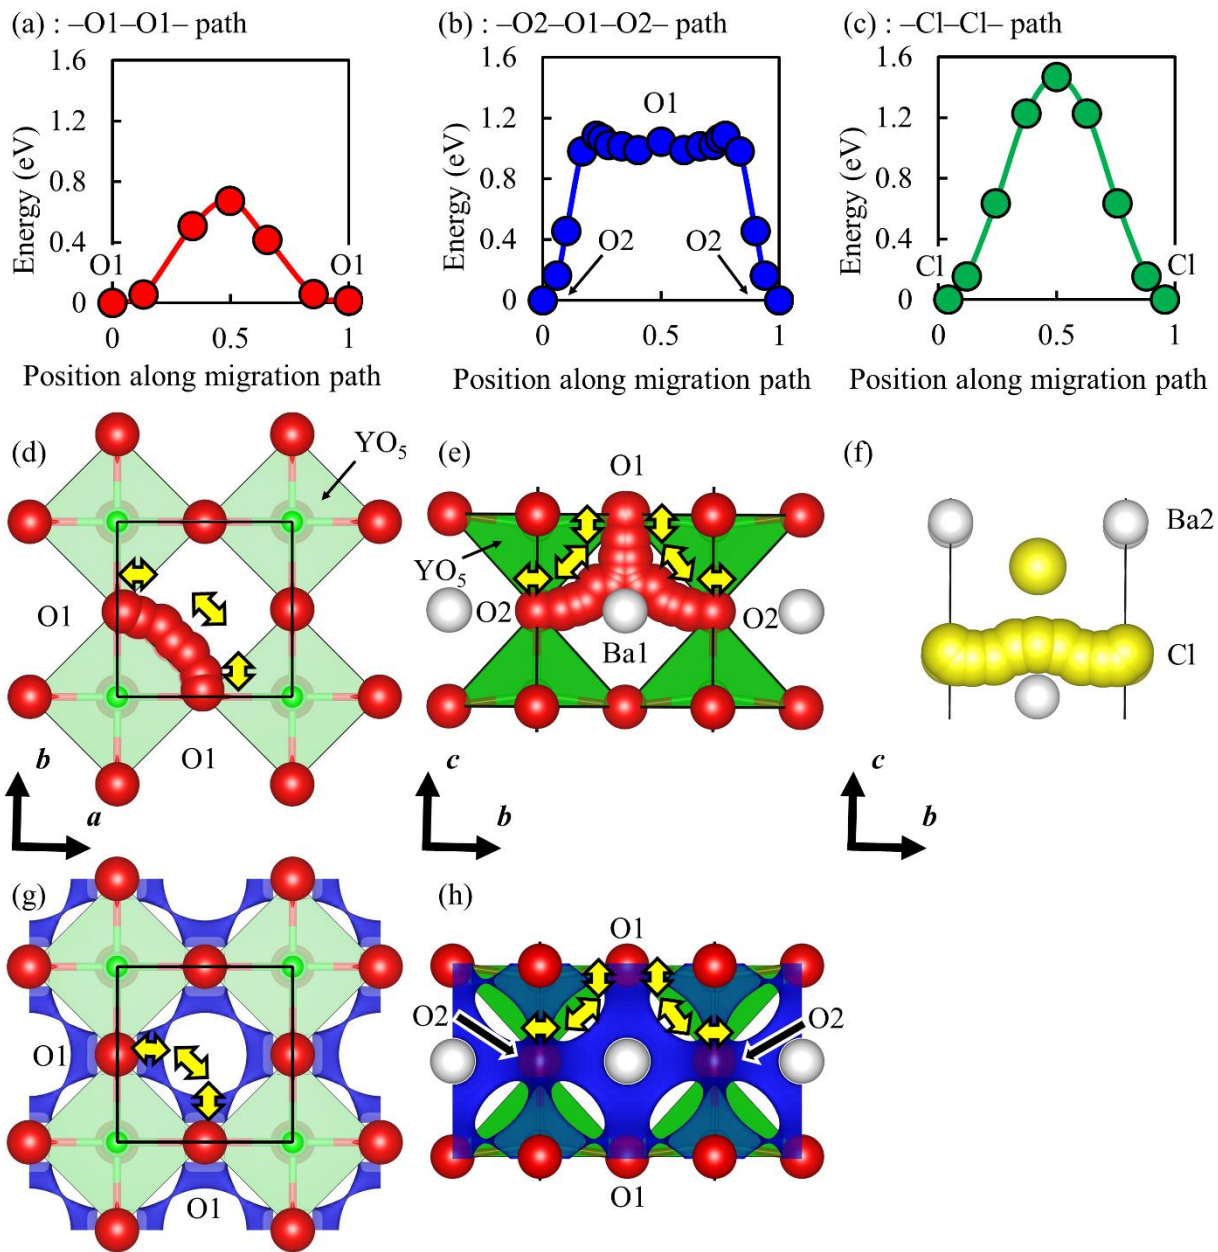 (a) : –O1–O1– path
(b) : –O2–O1–O2– path
(c) : –Cl–Cl– path
1.6
1.2
0.8
0.4
0
Energy (eV)
O1
O1
0
0.5
1
Position along migration path
1.6
1.2
0.8
0.4
0
Energy (eV)
O1
O2
O2
0
0.5
1
Position along migration path
1.6
1.2
0.8
0.4
0
Energy (eV)
Cl
Cl
0
0.5
1
Position along migration path
(d)
YO5
O1
O1
b
a
(e)
O1
YO5
O2
O2
Ba1
c
b
(f)
Ba2
Cl
c
b
(g)
O1
O1
(h)
O1
O2
O2
O1